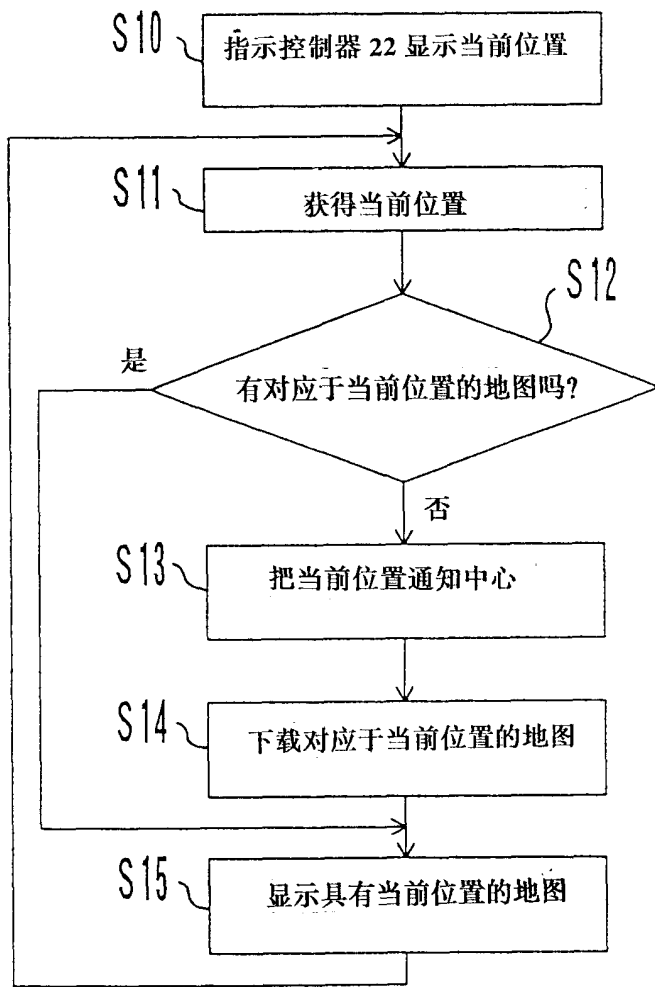 S10
指示控制器 22 显示当前位置
S11
获得当前位置
S12
有对应于当前位置的地图吗?
是
否
S13
把当前位置通知中心
S14
下载对应于当前位置的地图
S15
显示具有当前位置的地图